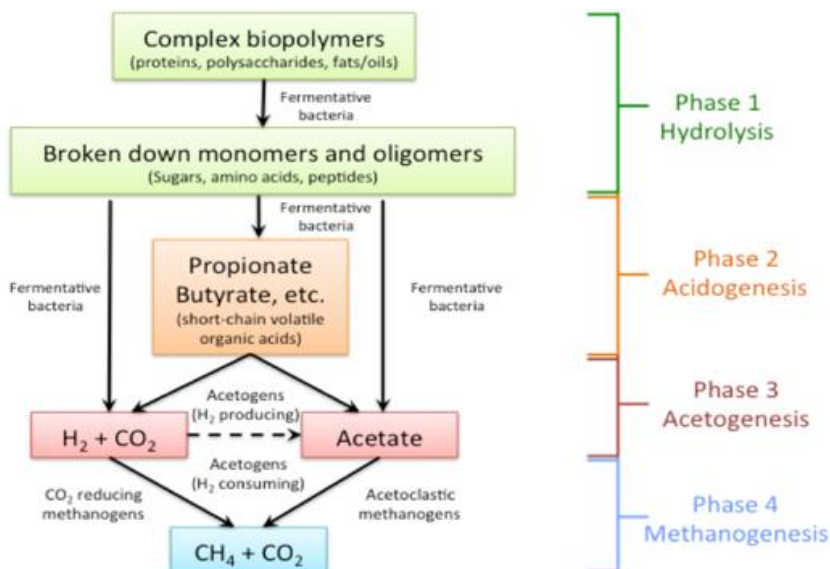 Complex biopolymers
(proteins, polysaccharides, fats/oils)
Fermentative
bacteria
Phase 1
Hydrolysis
Broken down monomers and oligomers
(Sugars, amino acids, peptides)
Fermentative
bacteria
Propionate
Butyrate, etc.
(short-chain volatile
organic acids)
Fermentative
bacteria
Fermentative
bacteria
Phase 2
Acidogenesis
Acetogens
(H₂ producing)
H₂ + CO₂
Acetate
Phase 3
Acetogenesis
Acetogens
(H₂ consuming)
CO₂ reducing
methanogens
Acetoclastic
methanogens
CH₄ + CO₂
Phase 4
Methanogenesis